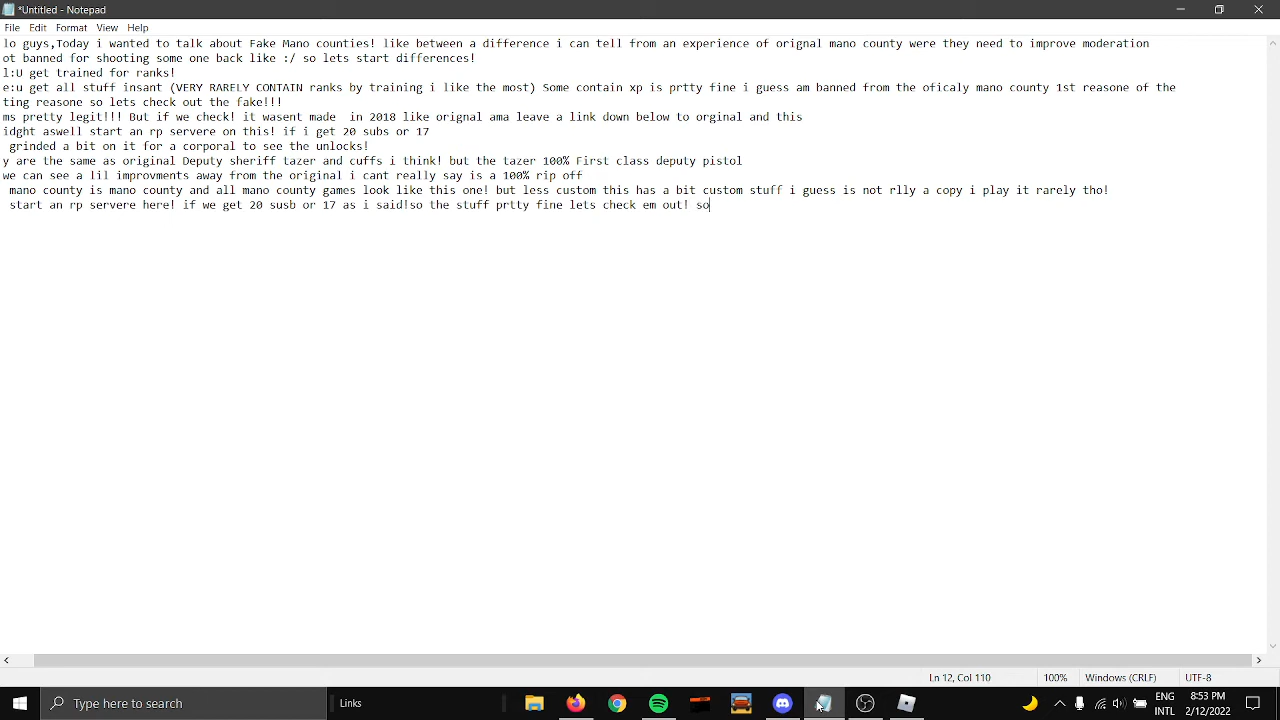 *Untitled - Notepad
File Edit Format View Help
lo guys,Today i wanted to talk about Fake Mano counties! like between a difference i can tell from an experience of orignal mano county were they need to improve moderation
ot banned for shooting some one back like :/ so lets start differences!
l:U get trained for ranks!
e:u get all stuff insant (VERY RARELY CONTAIN ranks by training i like the most) Some contain xp is prtty fine i guess am banned from the oficaly mano county 1st reasone of the
ting reasone so lets check out the fake!!!
ms pretty legit!!! But if we check! it wasent made  in 2018 like orignal ama leave a link down below to orginal and this
idght aswell start an rp servere on this! if i get 20 subs or 17
grinded a bit on it for a corporal to see the unlocks!
y are the same as original Deputy sheriff tazer and cuffs i think! but the tazer 100% First class deputy pistol
we can see a lil improvments away from the original i cant really say is a 100% rip off
mano county is mano county and all mano county games look like this one! but less custom this has a bit custom stuff i guess is not rlly a copy i play it rarely tho!
start an rp servere here! if we get 20 susb or 17 as i said!so the stuff prtty fine lets check em out! so
Ln 12, Col 110 100% Windows (CRLF) UTF-8
Type here to search Links ENG INTL 8:53 PM 2/12/2022